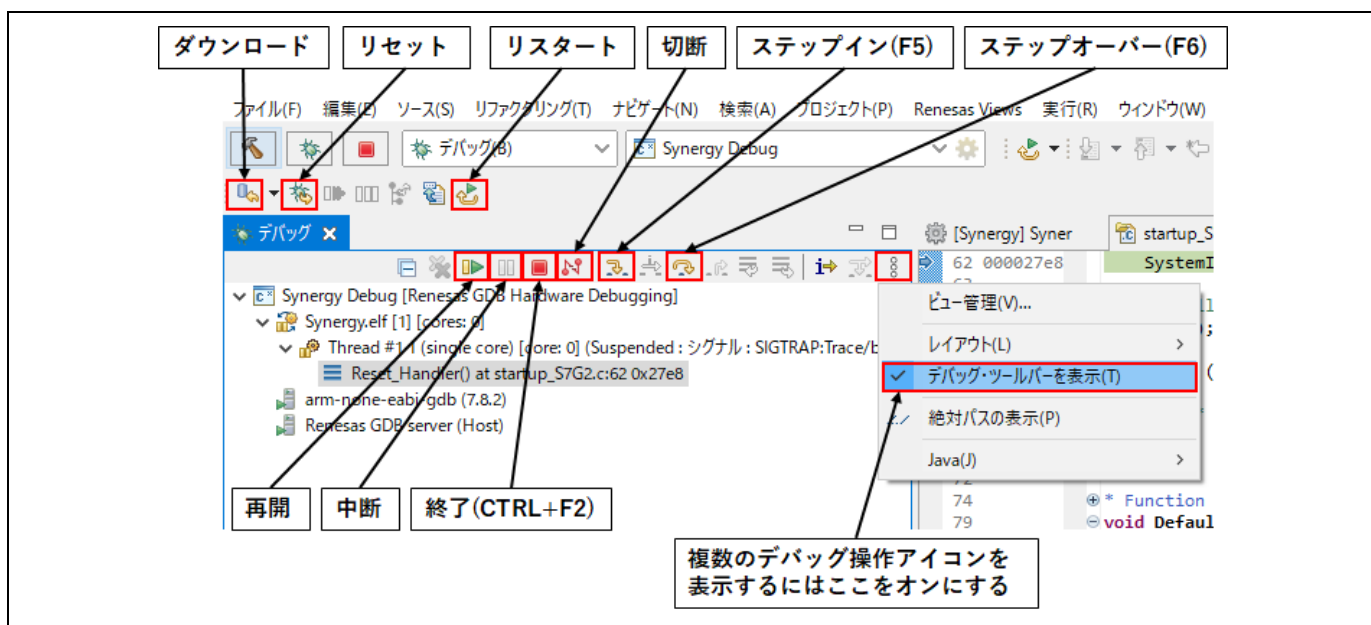 ダウンロード リセット リスタート 切断 ステップイン(F5) ステップオーバー(F6)
ファイル(F) 編集(E) ソース(S) リファクタリング(T) ナビゲート(N) 検索(A) プロジェクト(P) Renesas Views 実行(R) ウィンドウ(W)
デバッグ(B) Synergy Debug
デバッグ [Synergy] Syner startup_S
62 000027e8 SystemI
Synergy Debug [Renesas GDB Hardware Debugging]
Synergy.elf [1] [cores: 0]
Thread #1 1 (single core) [core: 0] (Suspended : シグナル : SIGTRAP:Trace/b
Reset_Handler() at startup_S7G2.c:62 0x27e8
arm-none-eabi-gdb (7.8.2)
Renesas GDB server (Host)
ビュー管理(V)...
レイアウト(L)
デバッグ・ツールバーを表示(T)
絶対パスの表示(P)
Java(J)
74 * Function
79 void Defaul
再開 中断 終了(CTRL+F2)
複数のデバッグ操作アイコンを
表示するにはここをオンにする